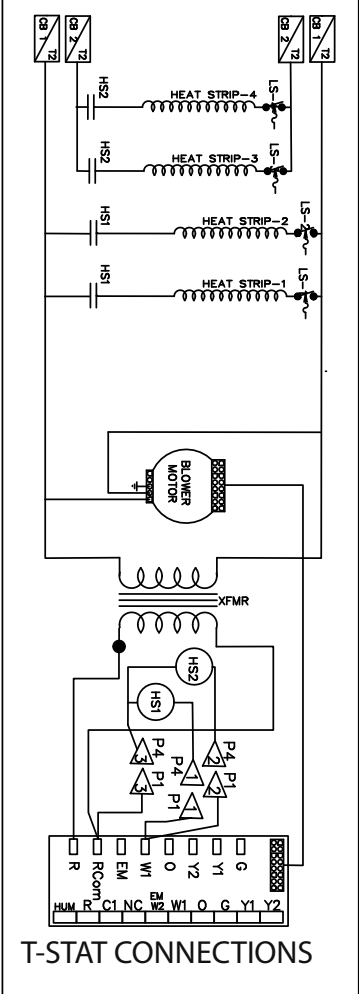 CB 1 T2
CB 2 T2
CB 2 T2
CB 1 T2
HS2
HEAT STRIP-4
LS-
HS2
HEAT STRIP-3
LS-
HS1
HEAT STRIP-2
LS-2
HS1
HEAT STRIP-1
LS-
BLOWER
MOTOR
XFMR
HS2
HS1
P4 3
P4 1
P4 2
P1 3
P1 1
P1 2
R
RCom
EM
W1
O
Y2
Y1
G
HUM R C1 NC EM W2 W1 O G Y1 Y2
T-STAT CONNECTIONS